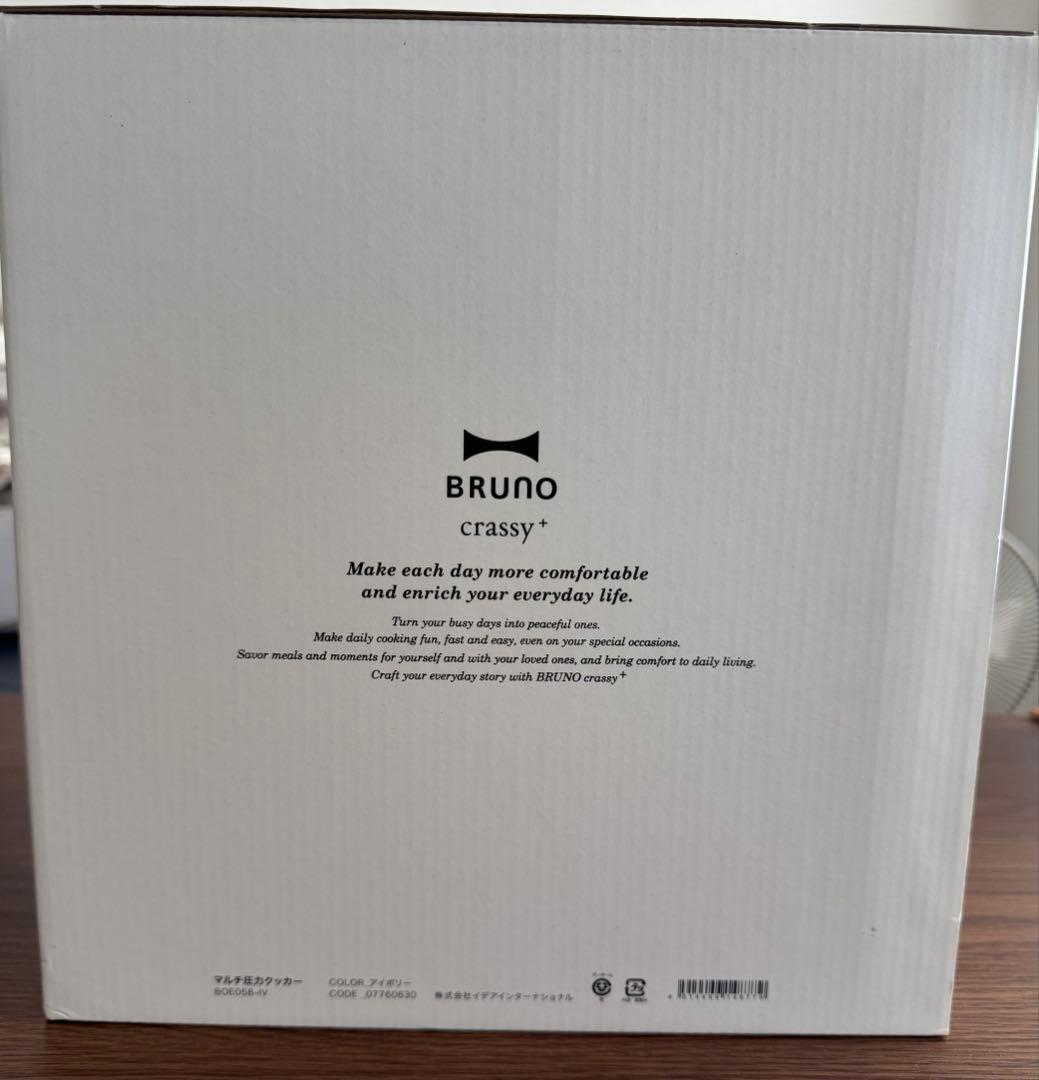 BRUNO
crassy+
Make each day more comfortable
and enrich your everyday life.
Turn your busy days into peaceful ones.
Make daily cooking fun, fast and easy, even on your special occasions.
Savor meals and moments for yourself and with your loved ones, and bring comfort to daily living.
Craft your everyday story with BRUNO crassy+
マルチ圧力クッカー
BOE058-IV
COLOR_アイボリー
CODE _07760630
株式会社イデアインターナショナル